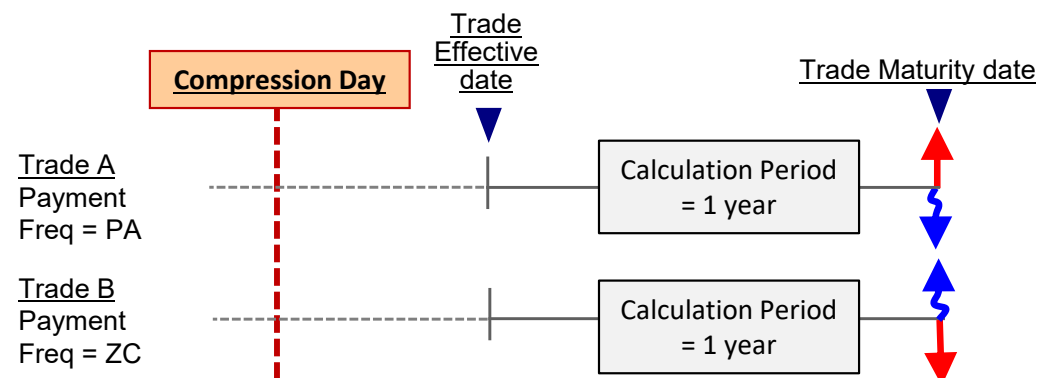 Trade
Effective
date
Compression Day
Trade Maturity date
Trade A
Payment
Freq = PA
Calculation Period
= 1 year
Trade B
Payment
Freq = ZC
Calculation Period
= 1 year